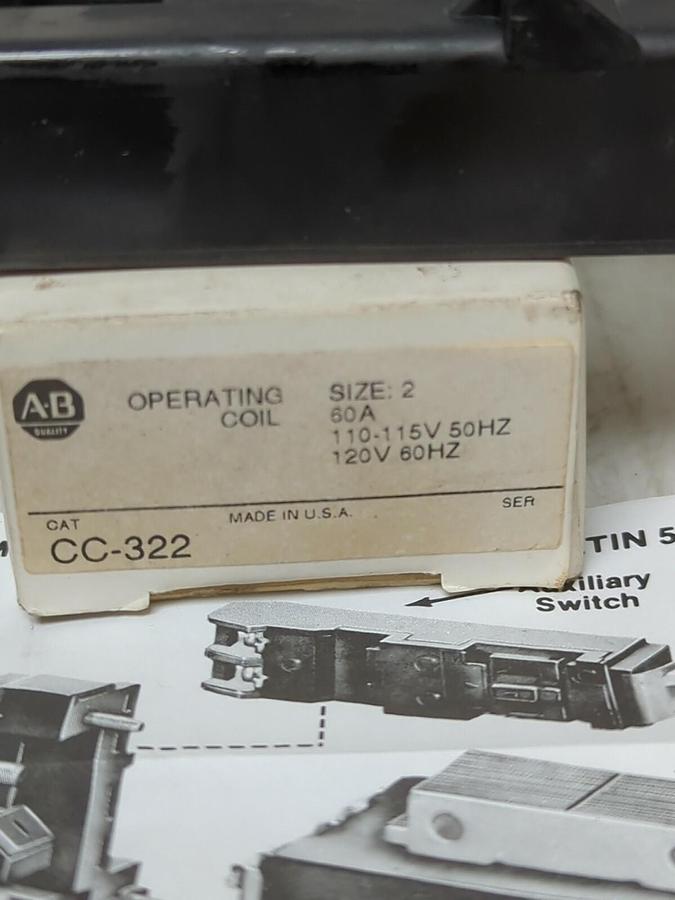 A-B
QUALITY
OPERATING
COIL
SIZE: 2
60A
110-115V 50HZ
120V 60HZ
CAT
MADE IN U.S.A.
SER
CC-322
TIN 5
Auxiliary
Switch